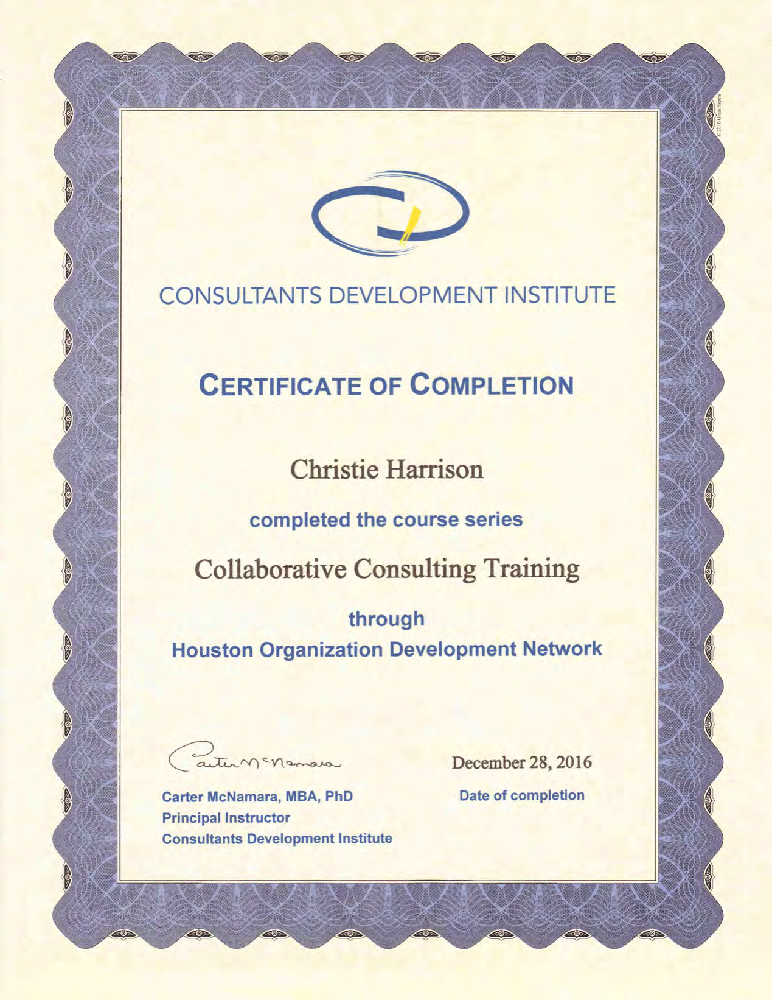 © 2016 Great Papers
CONSULTANTS DEVELOPMENT INSTITUTE
CERTIFICATE OF COMPLETION
Christie Harrison
completed the course series
Collaborative Consulting Training
through
Houston Organization Development Network
Carter McNamara
December 28, 2016
Carter McNamara, MBA, PhD
Date of completion
Principal Instructor
Consultants Development Institute